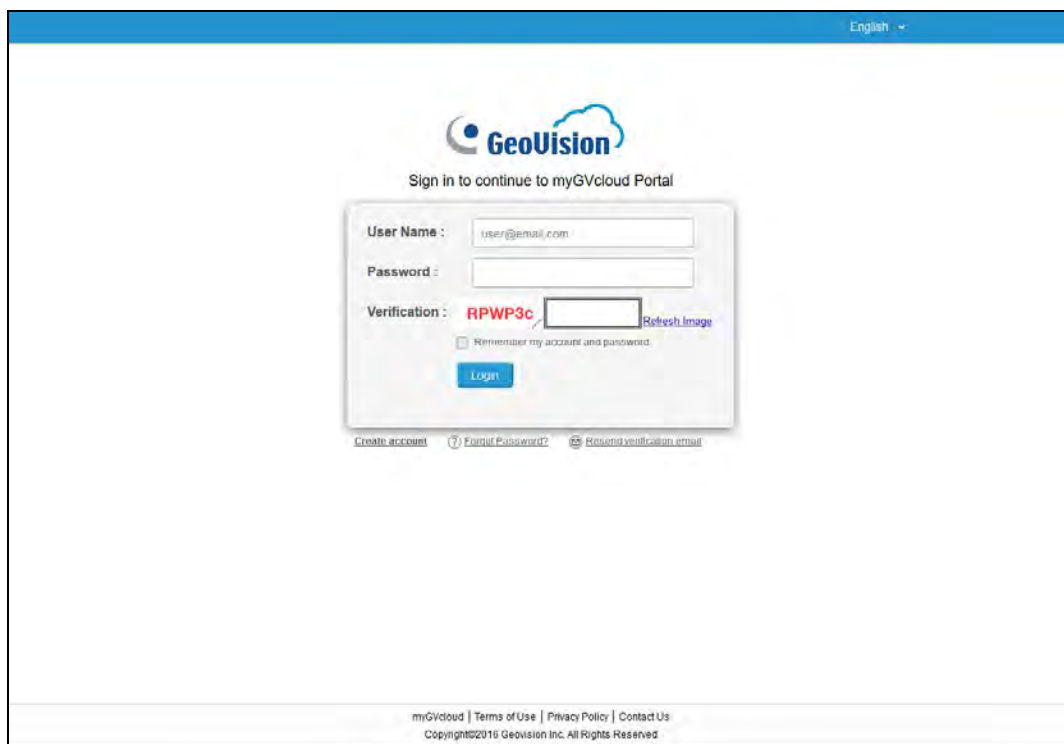 English
GeoVision
Sign in to continue to myGVcloud Portal
User Name :
user@email.com
Password :
Verification : RPWP3c Refresh Image
Remember my account and password
Login
Create account Forgot Password? Resend verification email
myGVcloud | Terms of Use | Privacy Policy | Contact Us
Copyright©2016 Geovision Inc. All Rights Reserved